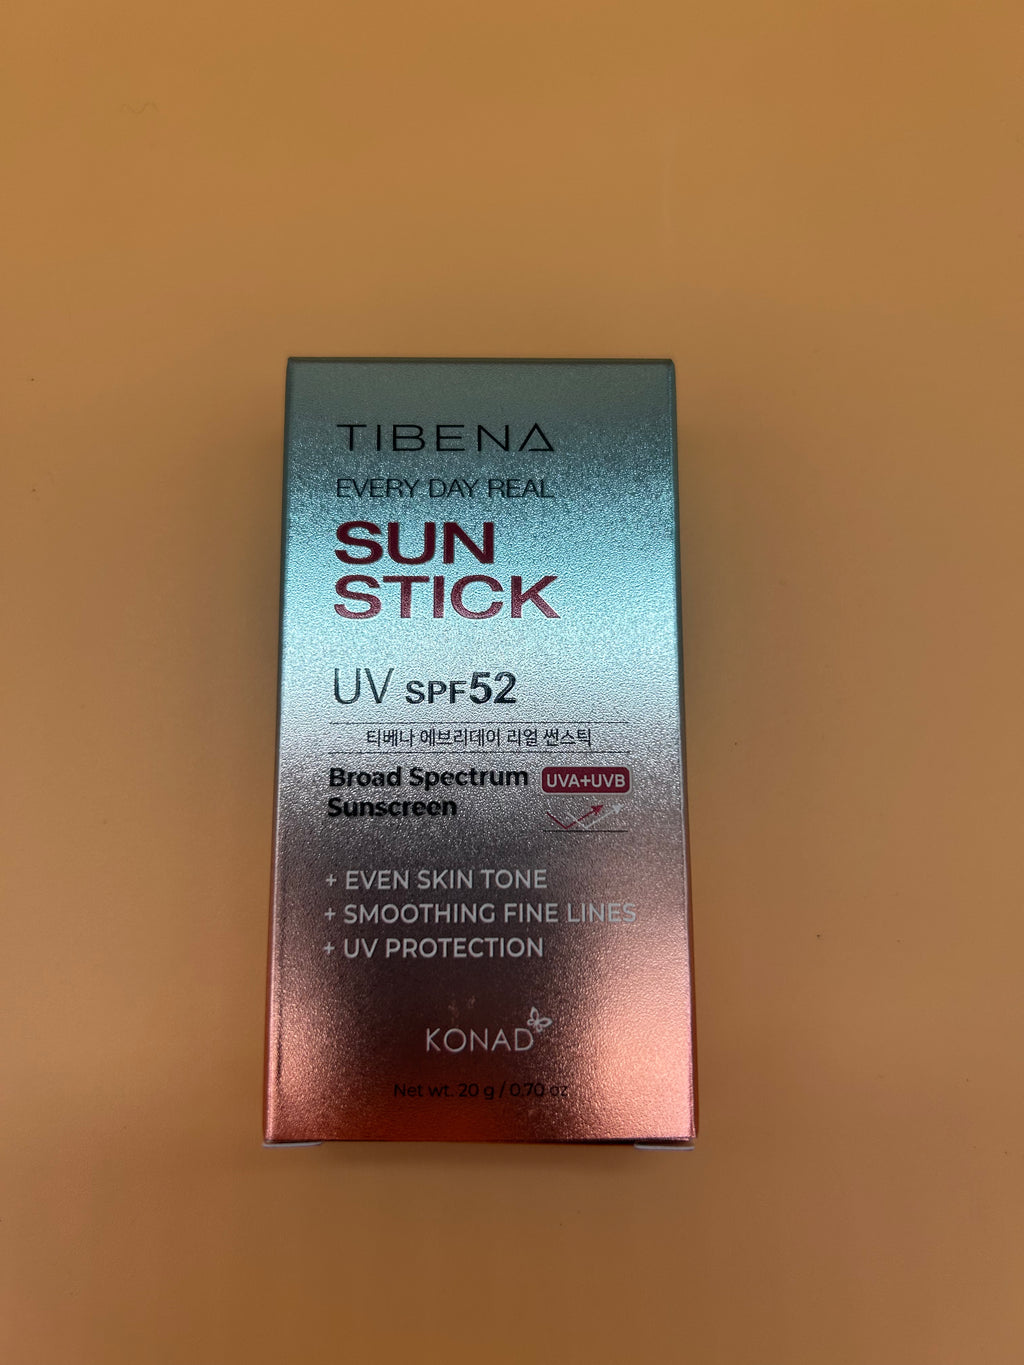 TIBENA
EVERY DAY REAL
SUN
STICK
UV SPF52
티베나 에브리데이 리얼 썬스틱
Broad Spectrum UVA+UVB
Sunscreen
+ EVEN SKIN TONE
+ SMOOTHING FINE LINES
+ UV PROTECTION
KONAD
Net wt. 20 g / 0.70 oz